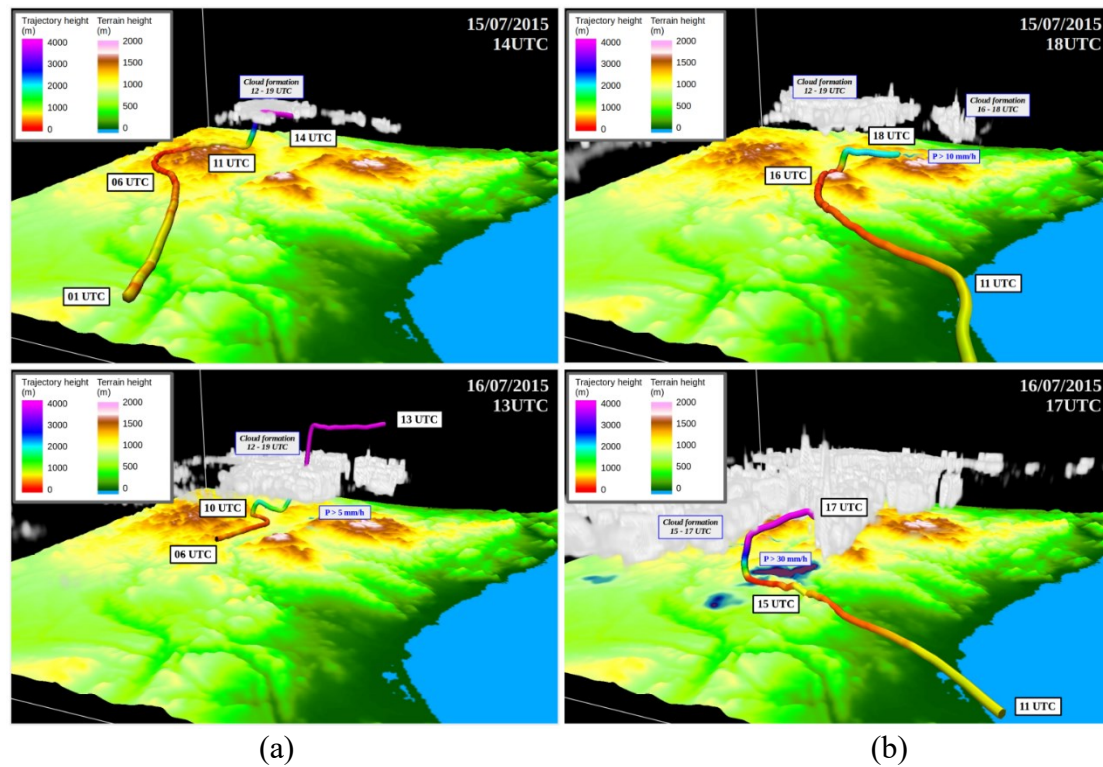 Trajectory height
(m)
Terrain height
(m)
4000
3000
2000
1000
0
2000
1500
1000
500
0
15/07/2015
14UTC
Cloud formation
12 - 19 UTC
14 UTC
11 UTC
06 UTC
01 UTC
Trajectory height
(m)
Terrain height
(m)
4000
3000
2000
1000
0
2000
1500
1000
500
0
15/07/2015
18UTC
Cloud formation
12 - 19 UTC
Cloud formation
16 - 18 UTC
18 UTC
P > 10 mm/h
16 UTC
11 UTC
Trajectory height
(m)
Terrain height
(m)
4000
3000
2000
1000
0
2000
1500
1000
500
0
16/07/2015
13UTC
13 UTC
Cloud formation
12 - 19 UTC
10 UTC
P > 5 mm/h
06 UTC
Trajectory height
(m)
Terrain height
(m)
4000
3000
2000
1000
0
2000
1500
1000
500
0
16/07/2015
17UTC
17 UTC
Cloud formation
15 - 17 UTC
P > 30 mm/h
15 UTC
11 UTC
(a)
(b)